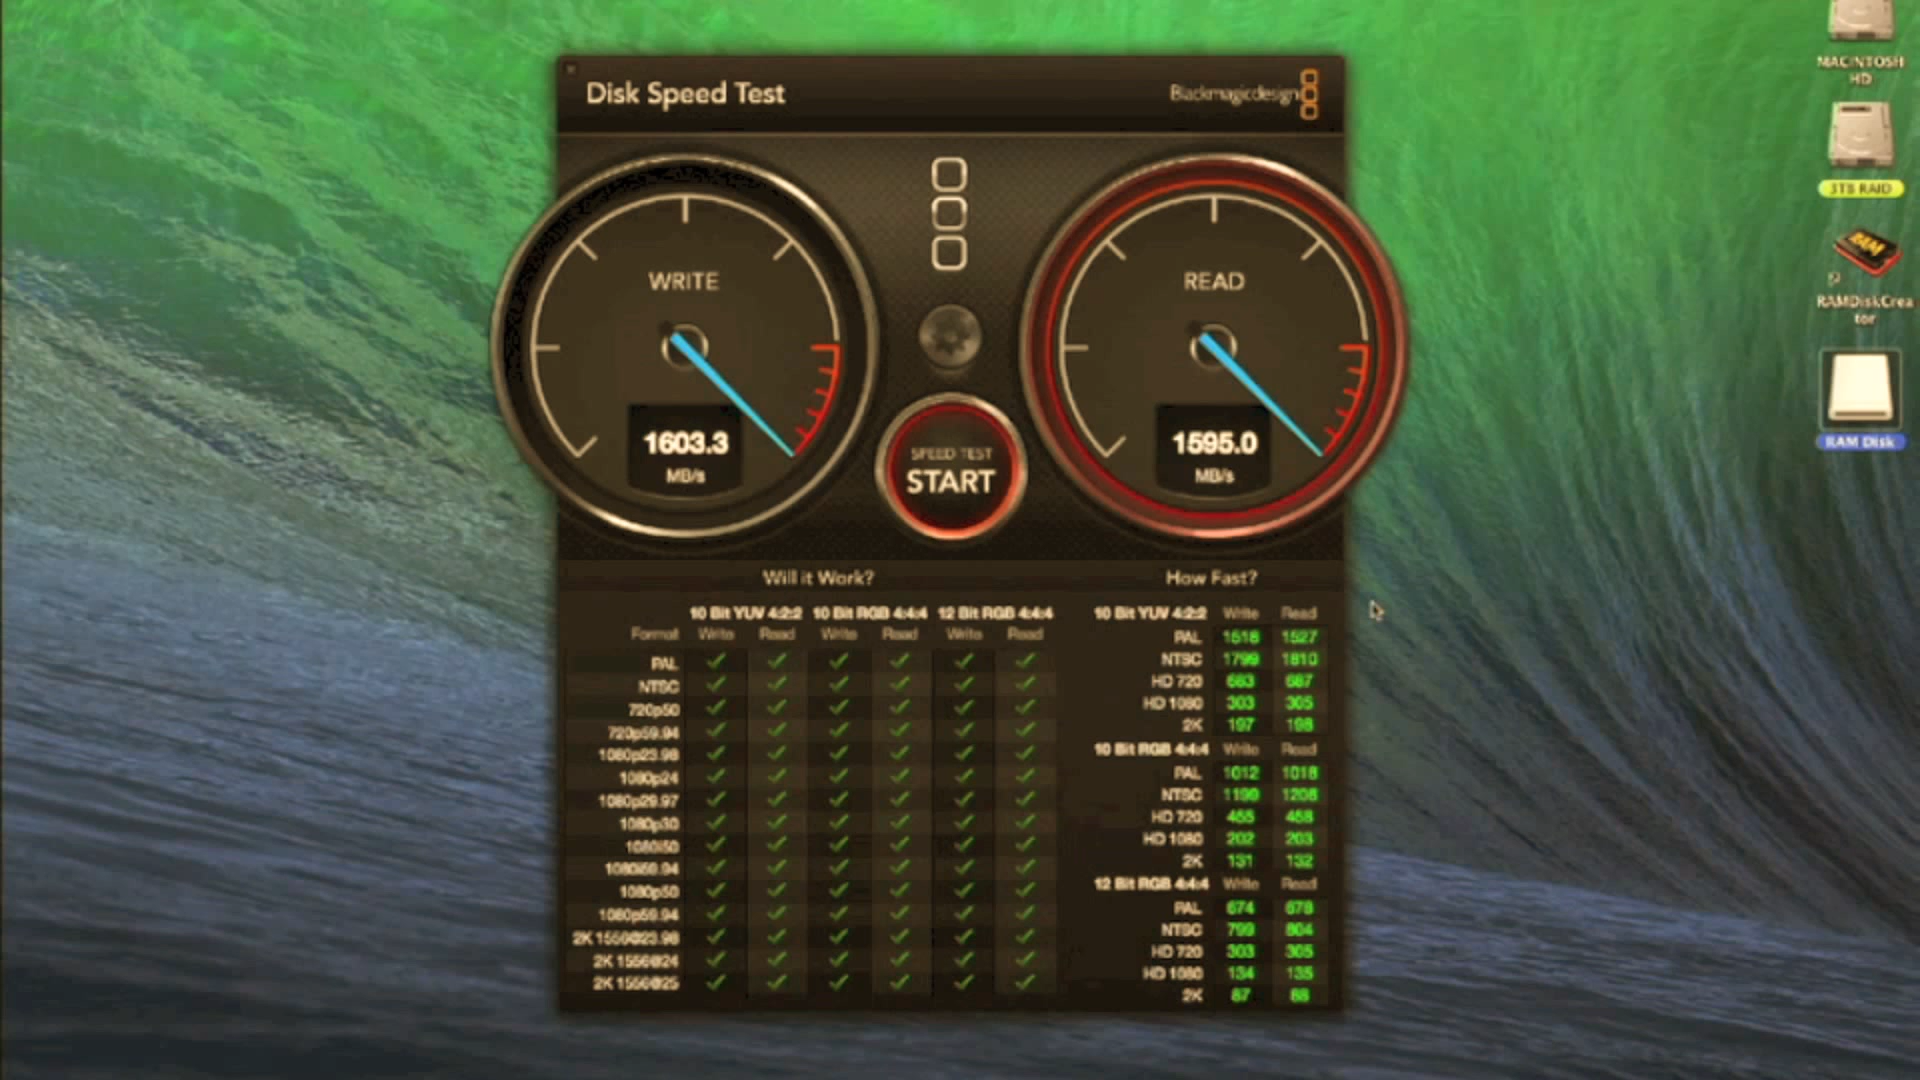 Disk Speed Test
Blackmagicdesign
WRITE
1603.3
MB/s
READ
1595.0
MB/s
SPEED TEST
START
Will it Work?
10 Bit YUV 4:2:2 10 Bit RGB 4:4:4 12 Bit RGB 4:4:4
Format Write Read Write Read Write Read
PAL
NTSC
720p50
720p59.94
1080p23.98
1080p24
1080p29.97
1080p30
1080i50
1080i59.94
1080p50
1080p59.94
2K 1556@23.98
2K 1556@24
2K 1556@25
How Fast?
10 Bit YUV 4:2:2 Write Read
PAL 1518 1527
NTSC 1799 1810
HD 720 683 687
HD 1080 303 305
2K 197 198
10 Bit RGB 4:4:4 Write Read
PAL 1012 1018
NTSC 1199 1206
HD 720 455 458
HD 1080 202 203
2K 131 132
12 Bit RGB 4:4:4 Write Read
PAL 674 678
NTSC 799 804
HD 720 303 305
HD 1080 134 135
2K 87 88
MACINTOSH
HD
3TB RAID
RAM
RAMDiskCrea
tor
RAM Disk